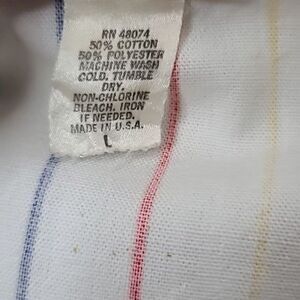 RN 48074
50% COTTON
50% POLYESTER
MACHINE WASH
COLD. TUMBLE
DRY.
NON-CHLORINE
BLEACH. IRON
IF NEEDED.
MADE IN U.S.A.
L